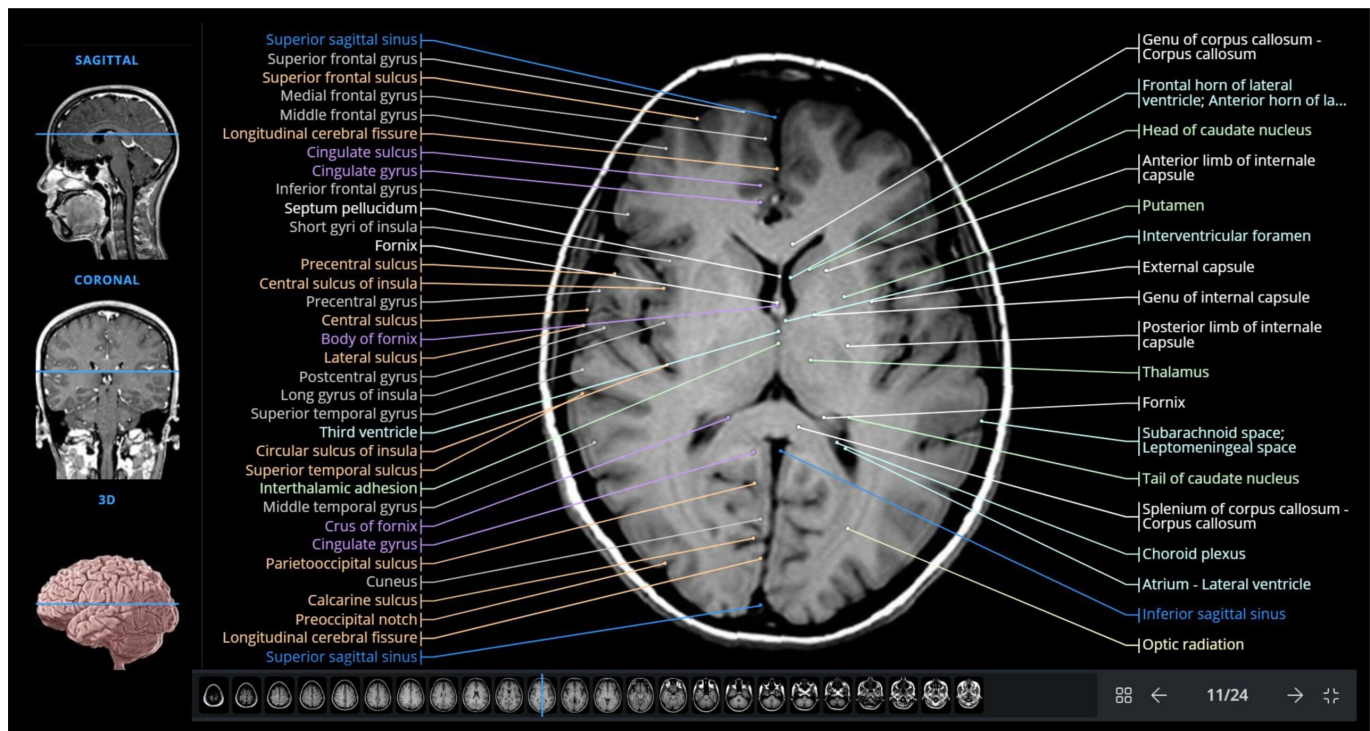 SAGITTAL
CORONAL
3D
Superior sagittal sinus
Superior frontal gyrus
Superior frontal sulcus
Medial frontal gyrus
Middle frontal gyrus
Longitudinal cerebral fissure
Cingulate sulcus
Cingulate gyrus
Inferior frontal gyrus
Septum pellucidum
Short gyri of insula
Fornix
Precentral sulcus
Central sulcus of insula
Precentral gyrus
Central sulcus
Body of fornix
Lateral sulcus
Postcentral gyrus
Long gyrus of insula
Superior temporal gyrus
Third ventricle
Circular sulcus of insula
Superior temporal sulcus
Interthalamic adhesion
Middle temporal gyrus
Crus of fornix
Cingulate gyrus
Parietooccipital sulcus
Cuneus
Calcarine sulcus
Preoccipital notch
Longitudinal cerebral fissure
Superior sagittal sinus
Genu of corpus callosum -
Corpus callosum
Frontal horn of lateral
ventricle; Anterior horn of la...
Head of caudate nucleus
Anterior limb of internale
capsule
Putamen
Interventricular foramen
External capsule
Genu of internal capsule
Posterior limb of internale
capsule
Thalamus
Fornix
Subarachnoid space;
Leptomeningeal space
Tail of caudate nucleus
Splenium of corpus callosum -
Corpus callosum
Choroid plexus
Atrium - Lateral ventricle
Inferior sagittal sinus
Optic radiation
11/24